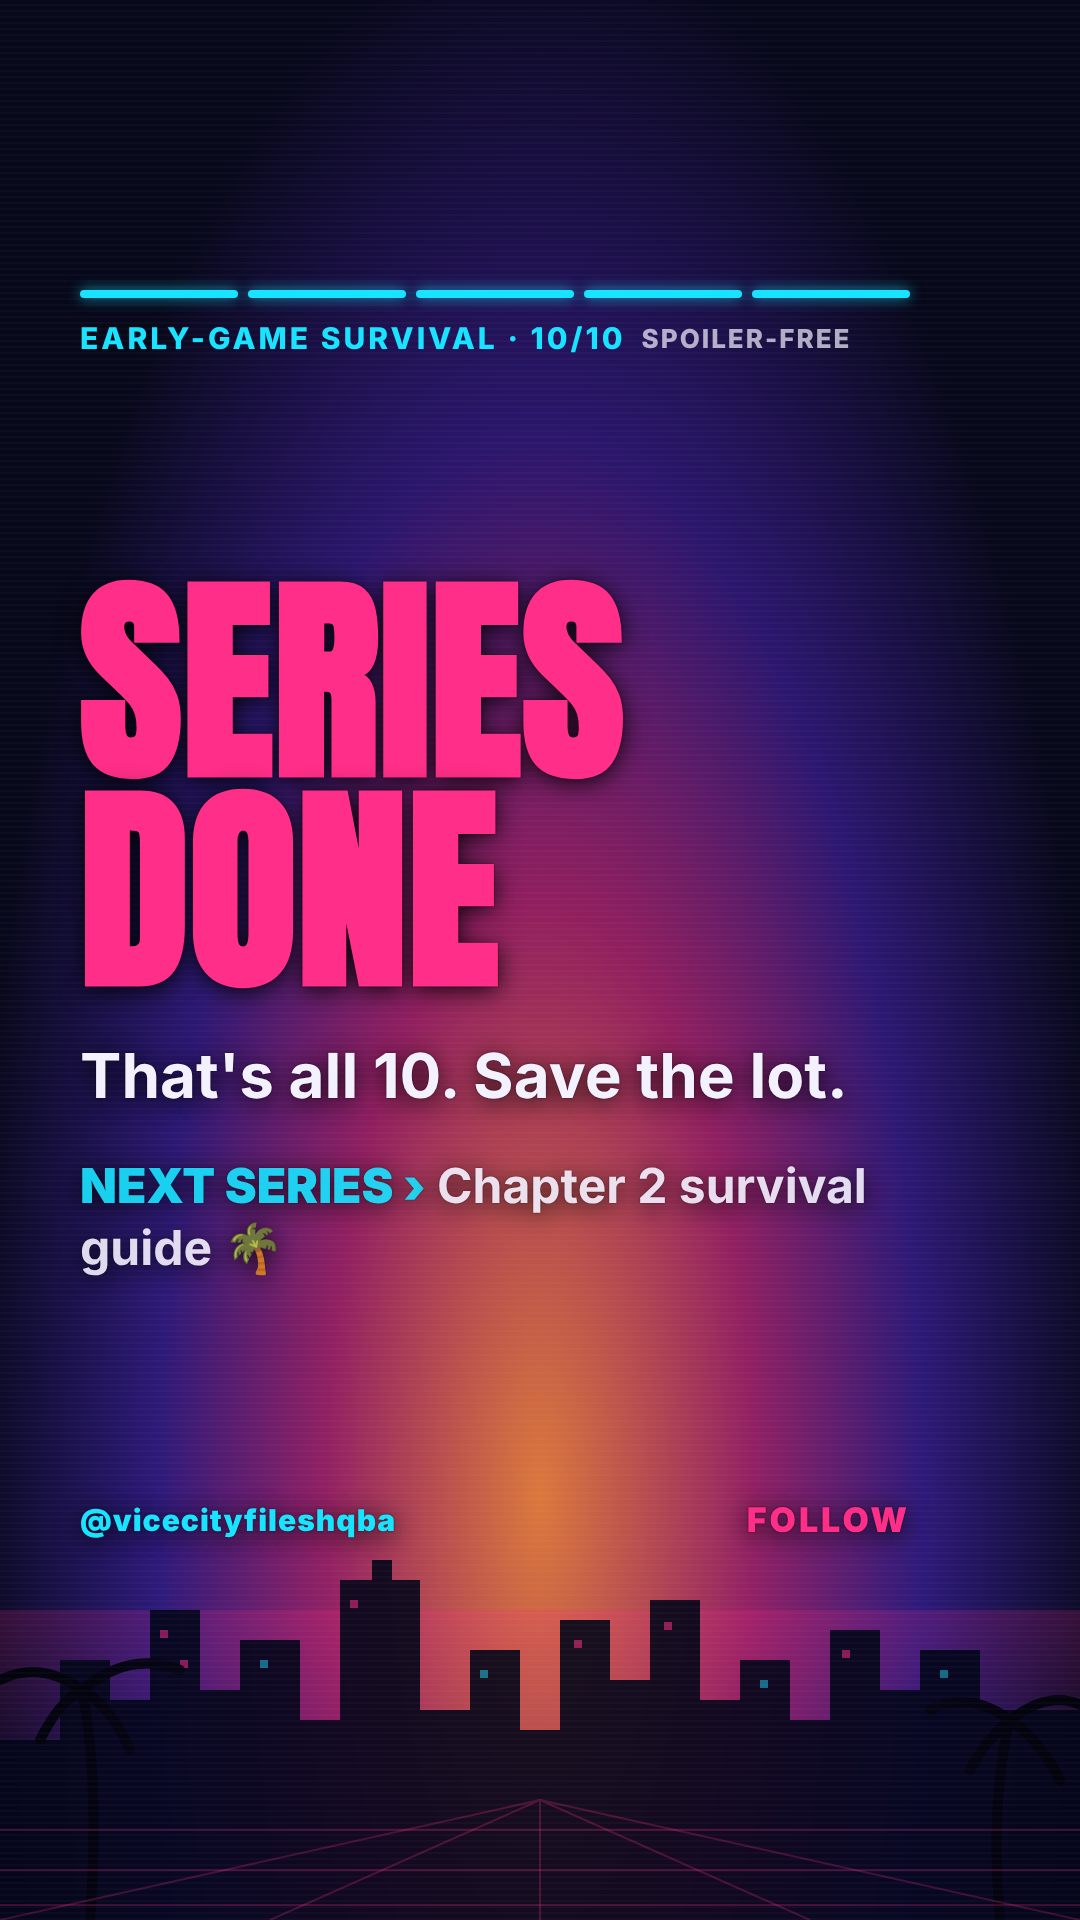 EARLY-GAME SURVIVAL · 10/10 SPOILER-FREE
SERIES
DONE
That's all 10. Save the lot.
NEXT SERIES › Chapter 2 survival
guide 🌴
@vicecityfileshqba FOLLOW